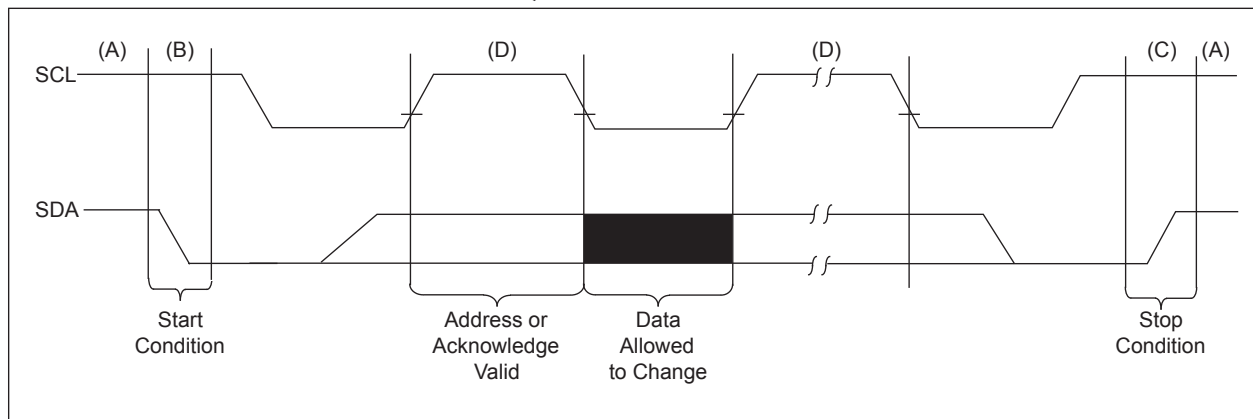 (A) (B) (D) (D) (C) (A)
SCL
SDA
Start
Condition
Address or
Acknowledge
Valid
Data
Allowed
to Change
Stop
Condition